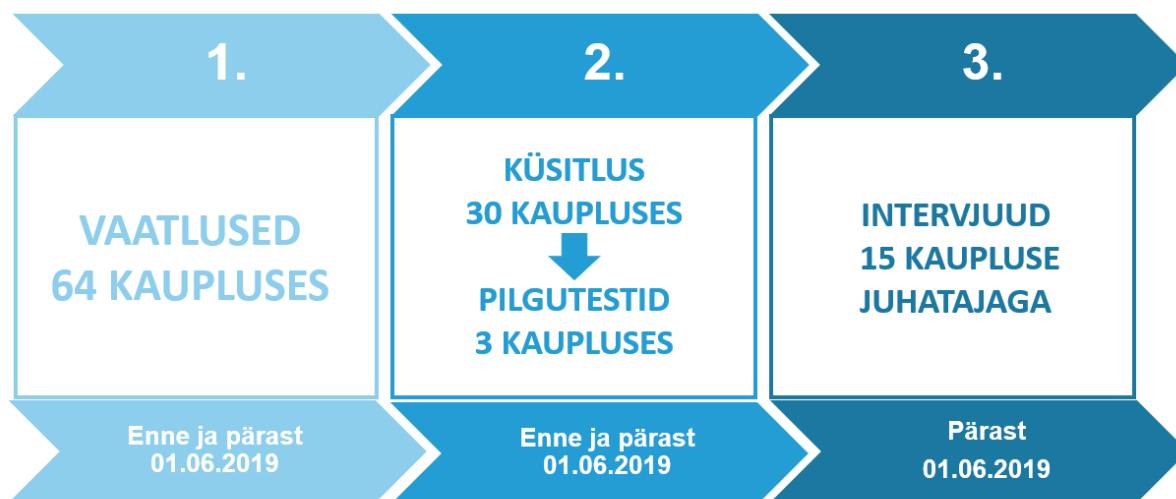 1.
VAATLUSED
64 KAUPLUSES
Enne ja pärast
01.06.2019
2.
KÜSITLUS
30 KAUPLUSES
PILGUTESTID
3 KAUPLUSES
Enne ja pärast
01.06.2019
3.
INTERVJUUD
15 KAUPLUSE
JUHATAJAGA
Pärast
01.06.2019